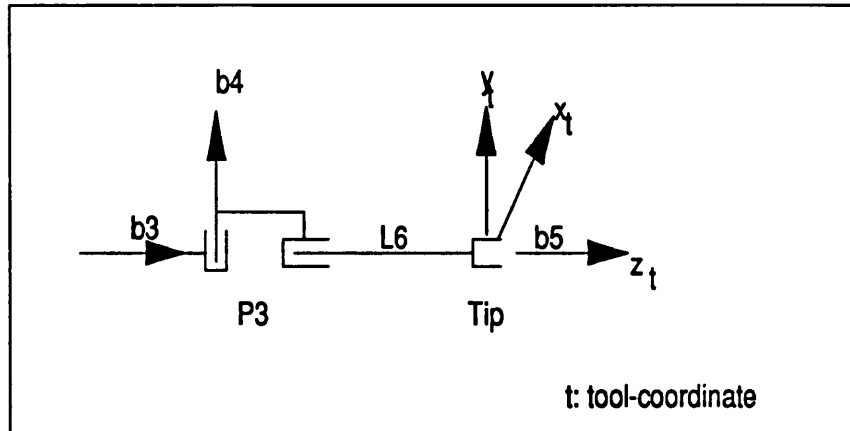 b4
y_t
x_t
b3
L6
b5
z_t
P3
Tip
t: tool-coordinate